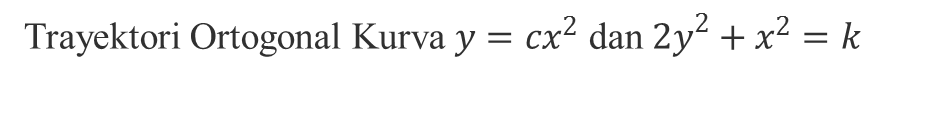 Trayektori Ortogonal Kurva y = cx² dan 2y² + x² = k